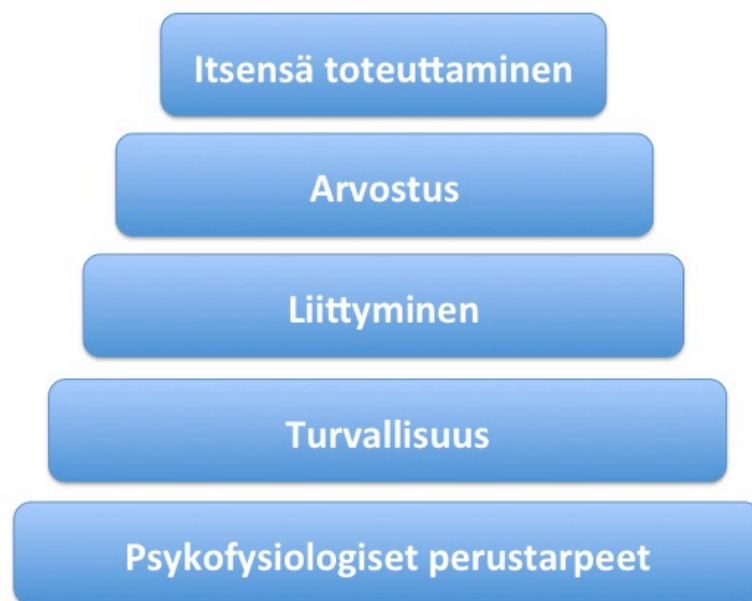 Itsensä toteuttaminen
Arvostus
Liittyminen
Turvallisuus
Psykofysiologiset perustarpeet